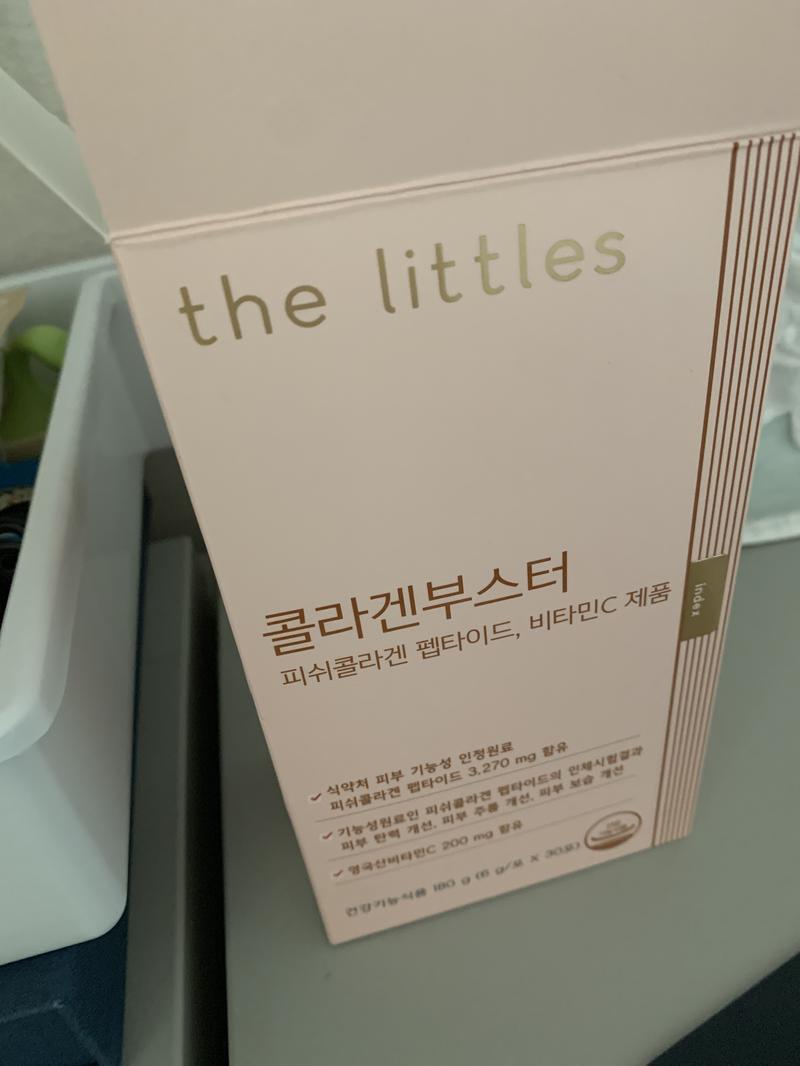 the littles
콜라겐부스터
피쉬콜라겐 펩타이드, 비타민C 제품
index
식약처 피부 기능성 인정원료
피쉬콜라겐 펩타이드 3,270 mg 함유
기능성원료인 피쉬콜라겐 펩타이드의 인체시험결과
피부 탄력 개선, 피부 주름 개선, 피부 보습 개선
영국산비타민C 200 mg 함유
건강기능식품 180 g (6 g/포 X 30포)